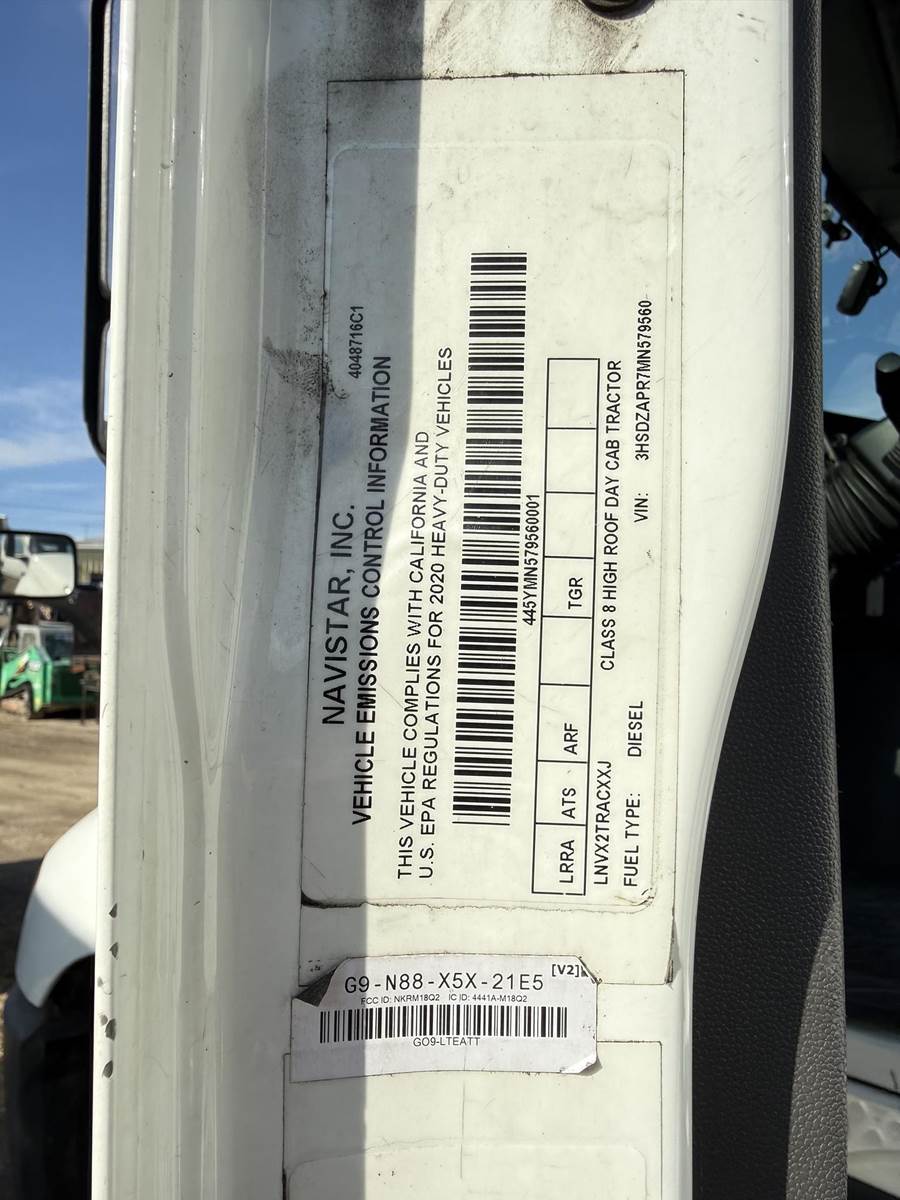 4048716C1
NAVISTAR, INC.
VEHICLE EMISSIONS CONTROL INFORMATION
THIS VEHICLE COMPLIES WITH CALIFORNIA AND
U.S. EPA REGULATIONS FOR 2020 HEAVY-DUTY VEHICLES
445YMN579560001
LRRA ATS ARF TGR
LNVX2TRACXXJ CLASS 8 HIGH ROOF DAY CAB TRACTOR
FUEL TYPE: DIESEL VIN: 3HSDZAPR7MN579560
G9-N88-X5X-21E5 [V2]
FCC ID: NKRM18Q2 IC ID: 4441A-M18Q2
GO9-LTEATT